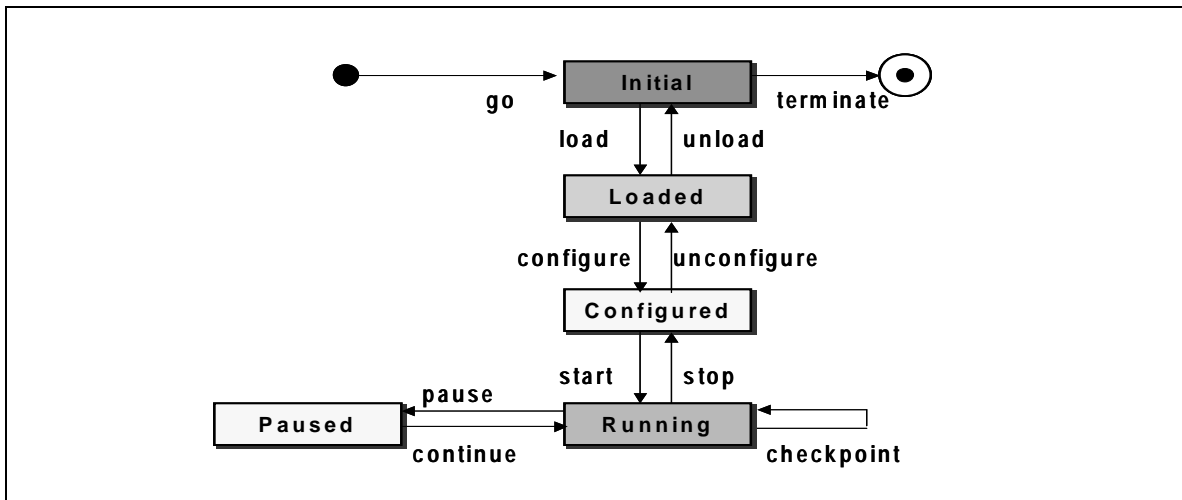 Initial
go
terminate
load
unload
Loaded
configure
unconfigure
Configured
start
stop
pause
Paused
Running
continue
checkpoint